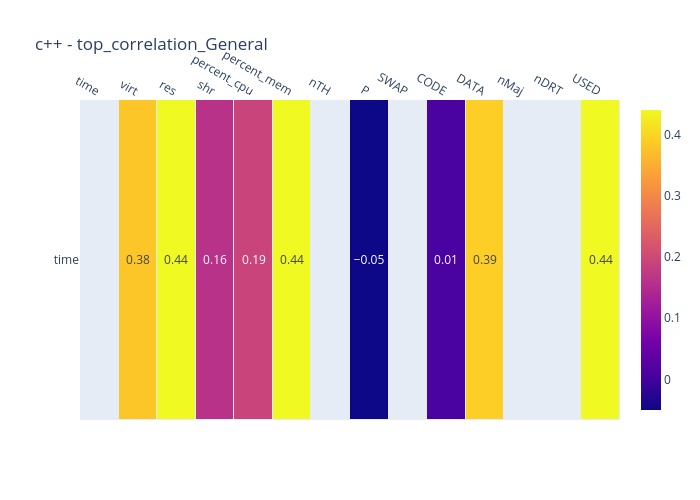 c++ - top_correlation_General
time virt res shr percent_cpu percent_mem nTH P SWAP CODE DATA nMaj nDRT USED
time 0.38 0.44 0.16 0.19 0.44 −0.05 0.01 0.39 0.44
0.4
0.3
0.2
0.1
0